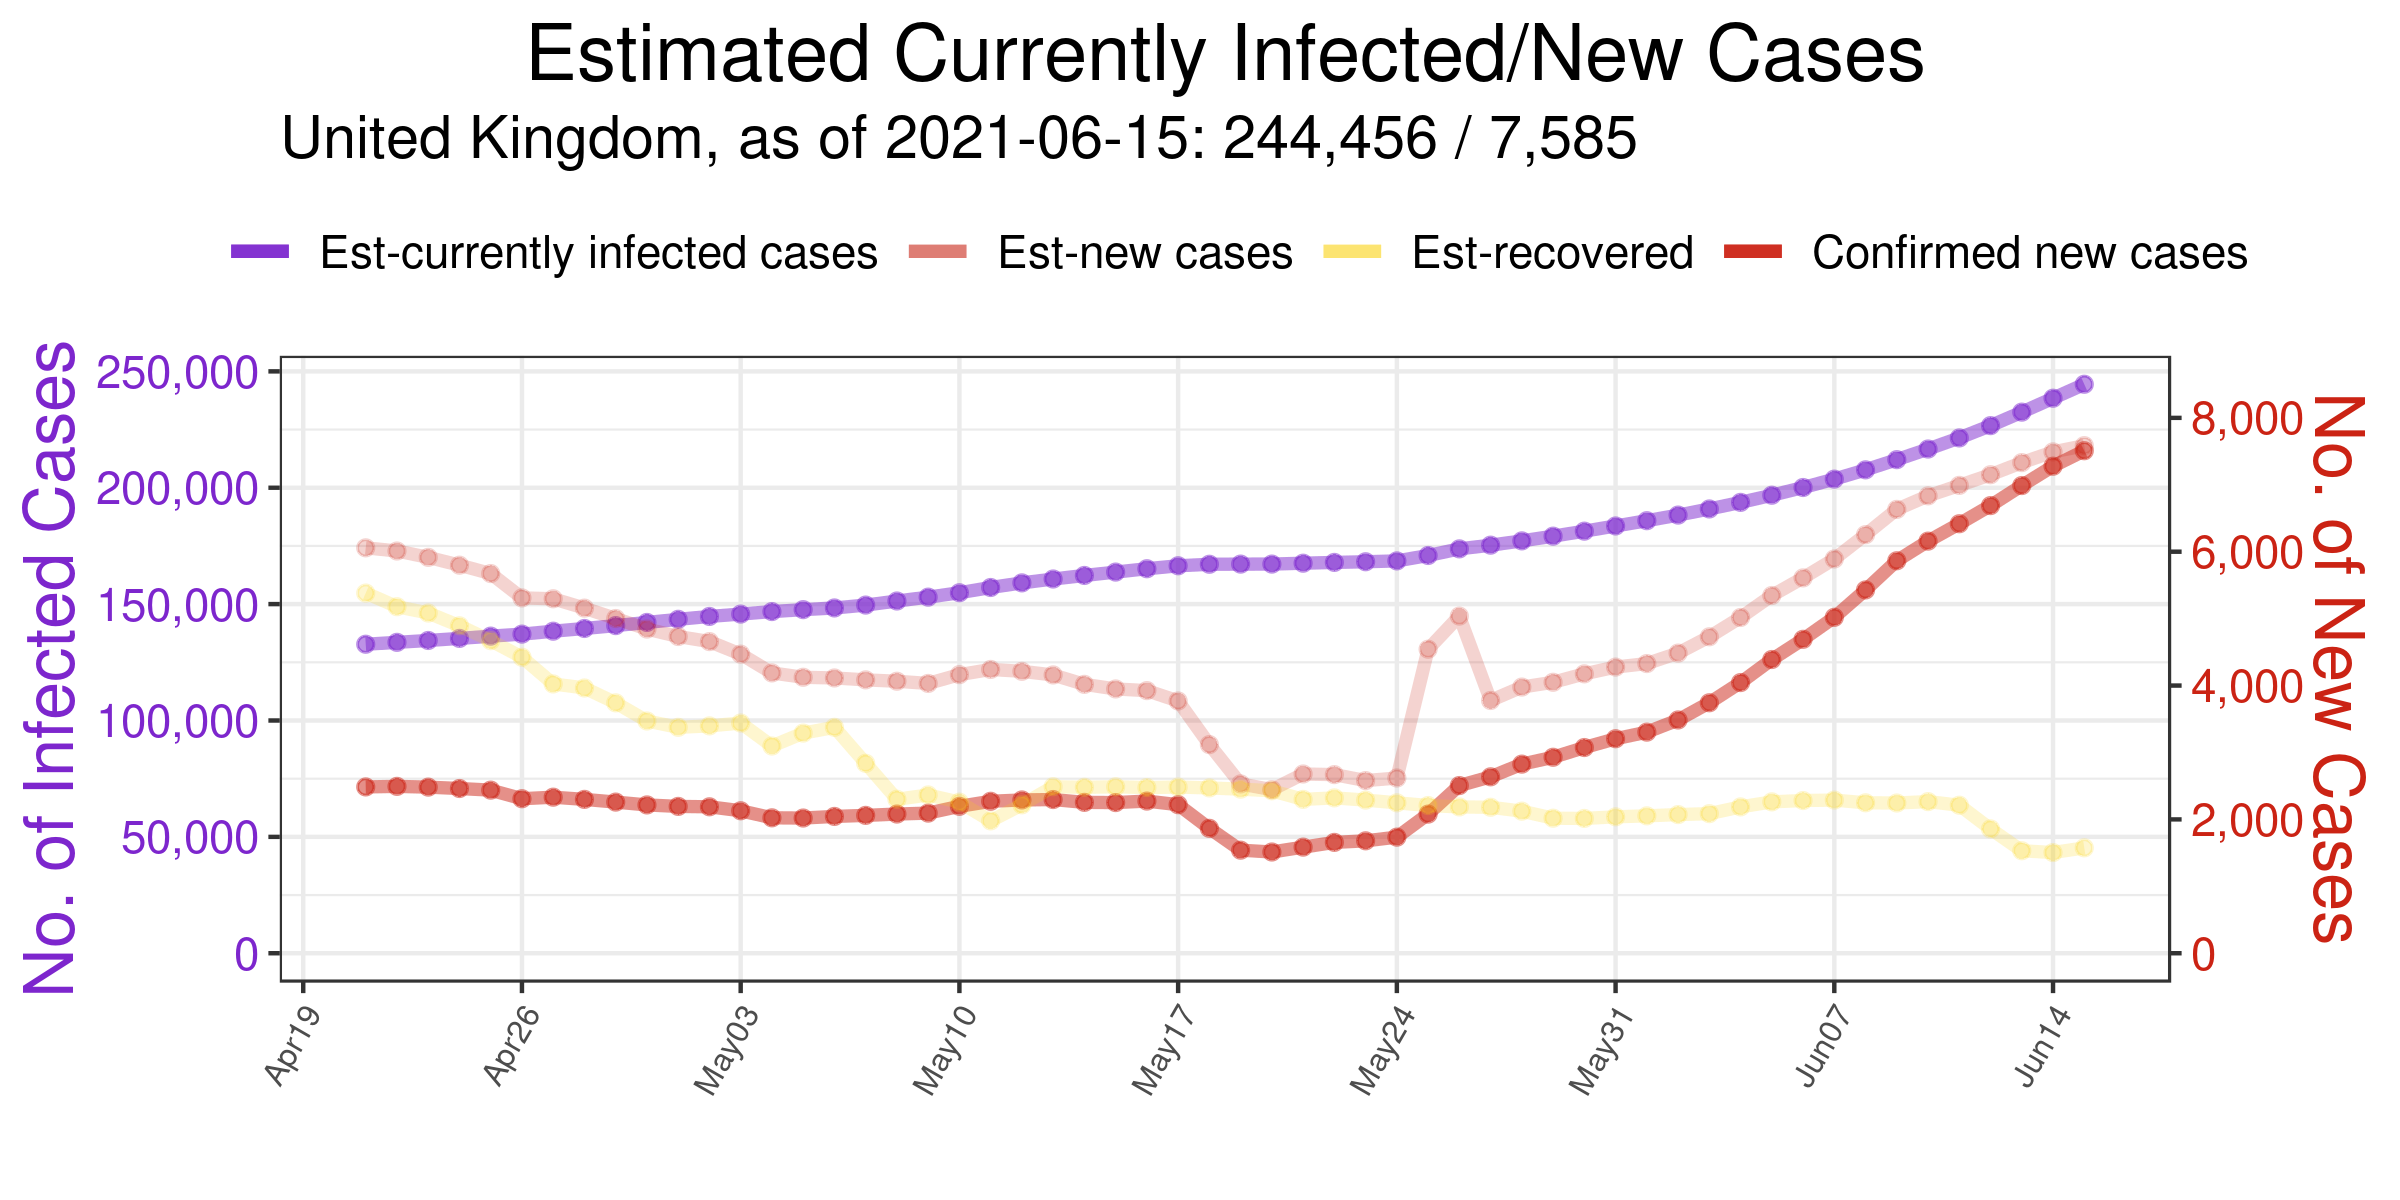 Estimated Currently Infected/New Cases
United Kingdom, as of 2021-06-15: 244,456 / 7,585
Est-currently infected cases
Est-new cases
Est-recovered
Confirmed new cases
No. of Infected Cases
250,000
200,000
150,000
100,000
50,000
0
8,000
6,000
4,000
2,000
0
No. of New Cases
Apr19
Apr26
May03
May10
May17
May24
May31
Jun07
Jun14